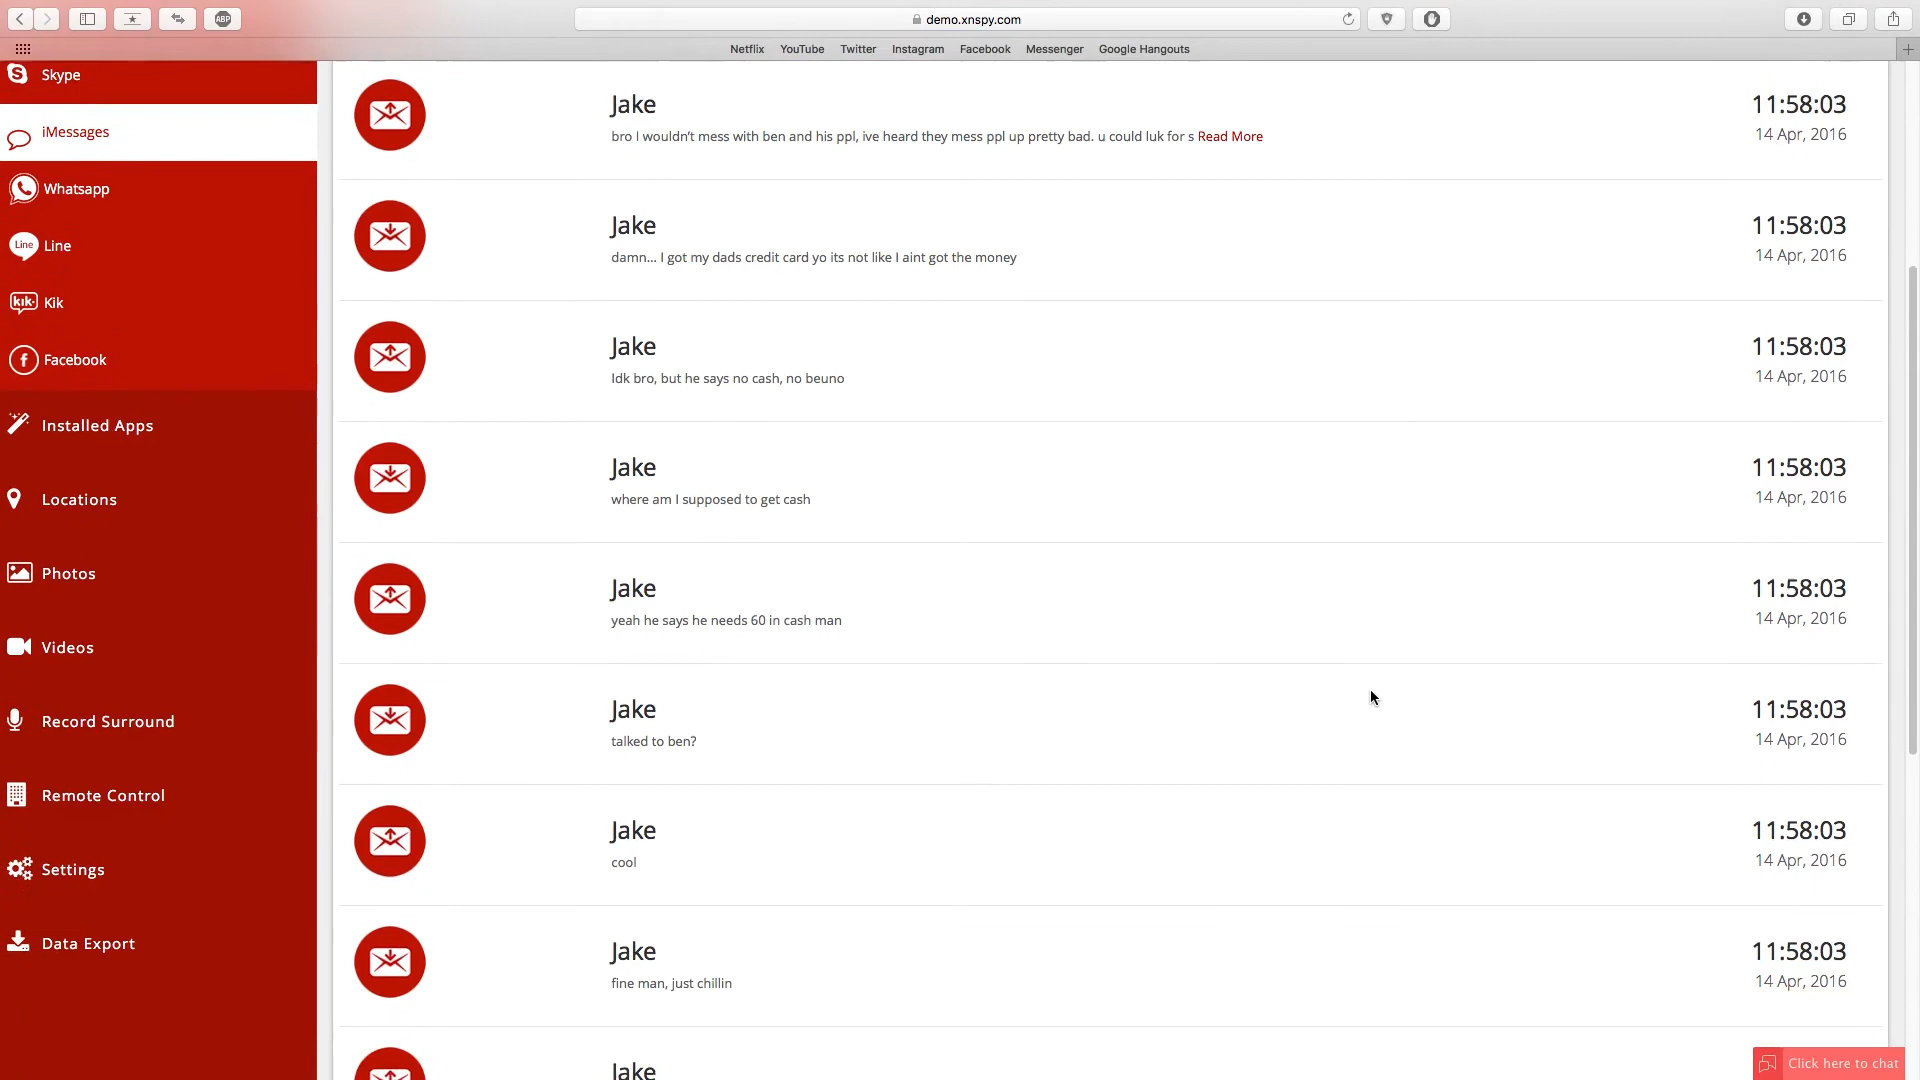 ABP
demo.xnspy.com
Netflix YouTube Twitter Instagram Facebook Messenger Google Hangouts
Skype
iMessages
Whatsapp
Line Line
kik Kik
Facebook
Installed Apps
Locations
Photos
Videos
Record Surround
Remote Control
Settings
Data Export
Jake 11:58:03
bro I wouldn't mess with ben and his ppl, ive heard they mess ppl up pretty bad. u could luk for s Read More 14 Apr, 2016
Jake 11:58:03
damn... I got my dads credit card yo its not like I aint got the money 14 Apr, 2016
Jake 11:58:03
Idk bro, but he says no cash, no beuno 14 Apr, 2016
Jake 11:58:03
where am I supposed to get cash 14 Apr, 2016
Jake 11:58:03
yeah he says he needs 60 in cash man 14 Apr, 2016
Jake 11:58:03
talked to ben? 14 Apr, 2016
Jake 11:58:03
cool 14 Apr, 2016
Jake 11:58:03
fine man, just chillin 14 Apr, 2016
Jake
Click here to chat